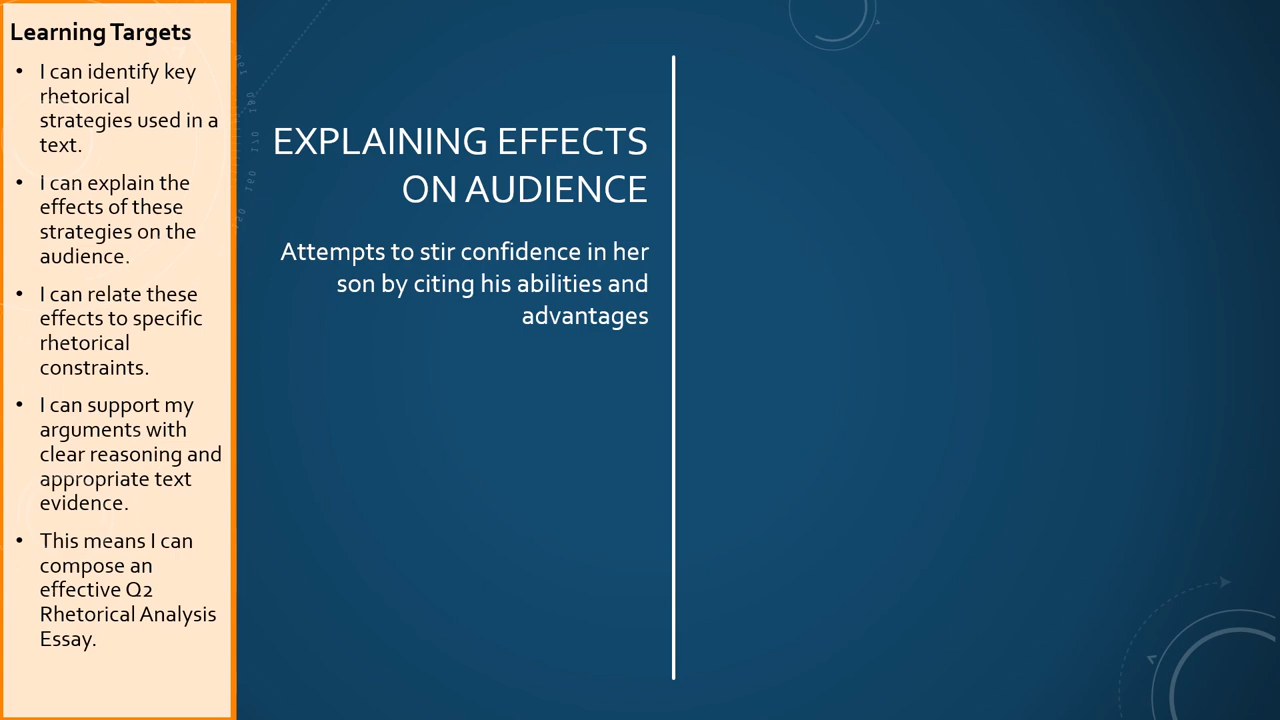 Learning Targets
• I can identify key
rhetorical
strategies used in a
text.
• I can explain the
effects of these
strategies on the
audience.
• I can relate these
effects to specific
rhetorical
constraints.
• I can support my
arguments with
clear reasoning and
appropriate text
evidence.
• This means I can
compose an
effective Q2
Rhetorical Analysis
Essay.
EXPLAINING EFFECTS
ON AUDIENCE
Attempts to stir confidence in her
son by citing his abilities and
advantages